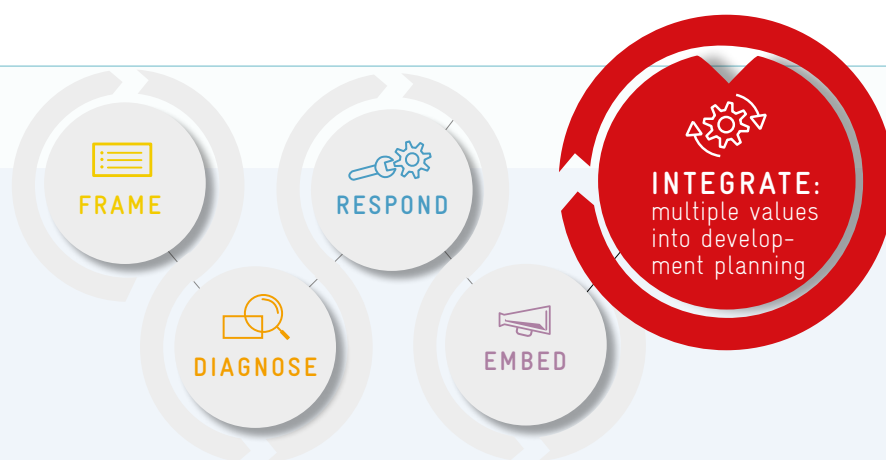 FRAME
DIAGNOSE
RESPOND
EMBED
INTEGRATE:
multiple values
into develop-
ment planning